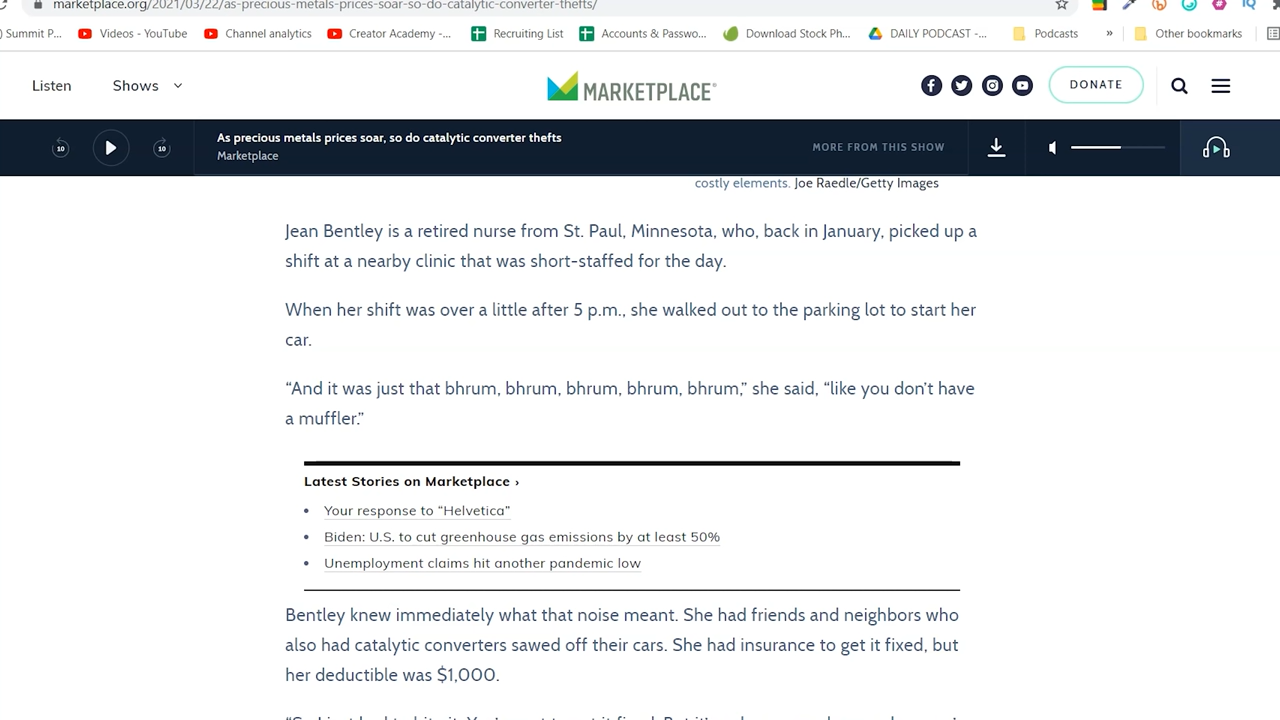 marketplace.org/2021/03/22/as-precious-metals-prices-soar-so-do-catalytic-converter-thefts/
) Summit P... Videos - YouTube Channel analytics Creator Academy -... Recruiting List Accounts & Passwo... Download Stock Ph... DAILY PODCAST -... Podcasts » Other bookmarks
Listen Shows MARKETPLACE® DONATE
10 10 As precious metals prices soar, so do catalytic converter thefts MORE FROM THIS SHOW
Marketplace
costly elements. Joe Raedle/Getty Images
Jean Bentley is a retired nurse from St. Paul, Minnesota, who, back in January, picked up a
shift at a nearby clinic that was short-staffed for the day.
When her shift was over a little after 5 p.m., she walked out to the parking lot to start her
car.
“And it was just that bhrum, bhrum, bhrum, bhrum, bhrum,” she said, “like you don’t have
a muffler.”
Latest Stories on Marketplace ›
• Your response to “Helvetica”
• Biden: U.S. to cut greenhouse gas emissions by at least 50%
• Unemployment claims hit another pandemic low
Bentley knew immediately what that noise meant. She had friends and neighbors who
also had catalytic converters sawed off their cars. She had insurance to get it fixed, but
her deductible was $1,000.